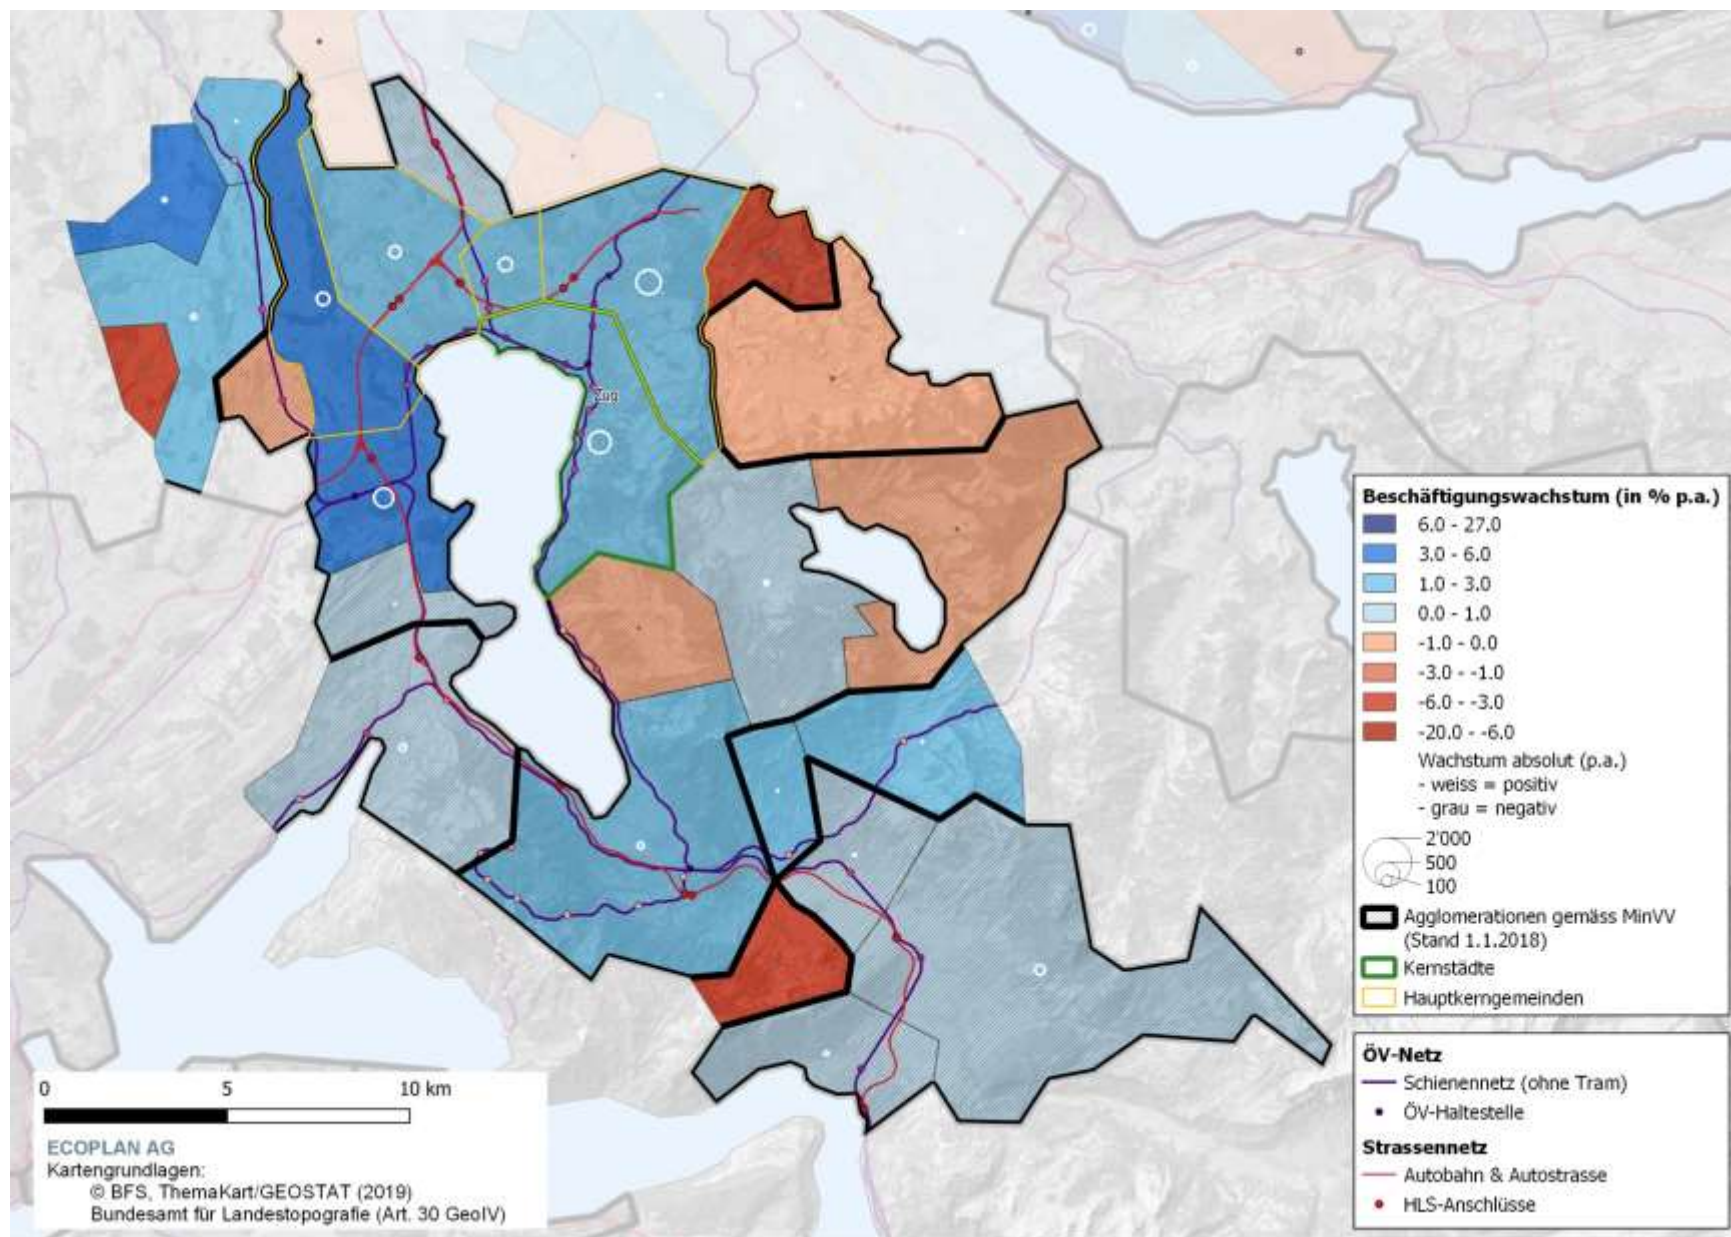 Zug
Beschäftigungswachstum (in % p.a.)
6.0 - 27.0
3.0 - 6.0
1.0 - 3.0
0.0 - 1.0
-1.0 - 0.0
-3.0 - -1.0
-6.0 - -3.0
-20.0 - -6.0
Wachstum absolut (p.a.)
- weiss = positiv
- grau = negativ
2'000
500
100
Agglomerationen gemäss MinVV
(Stand 1.1.2018)
Kernstädte
Hauptkerngemeinden
ÖV-Netz
Schienennetz (ohne Tram)
ÖV-Haltestelle
Strassennetz
Autobahn & Autostrasse
HLS-Anschlüsse
0 5 10 km
ECOPLAN AG
Kartengrundlagen:
© BFS, ThemaKart/GEOSTAT (2019)
Bundesamt für Landestopografie (Art. 30 GeoIV)